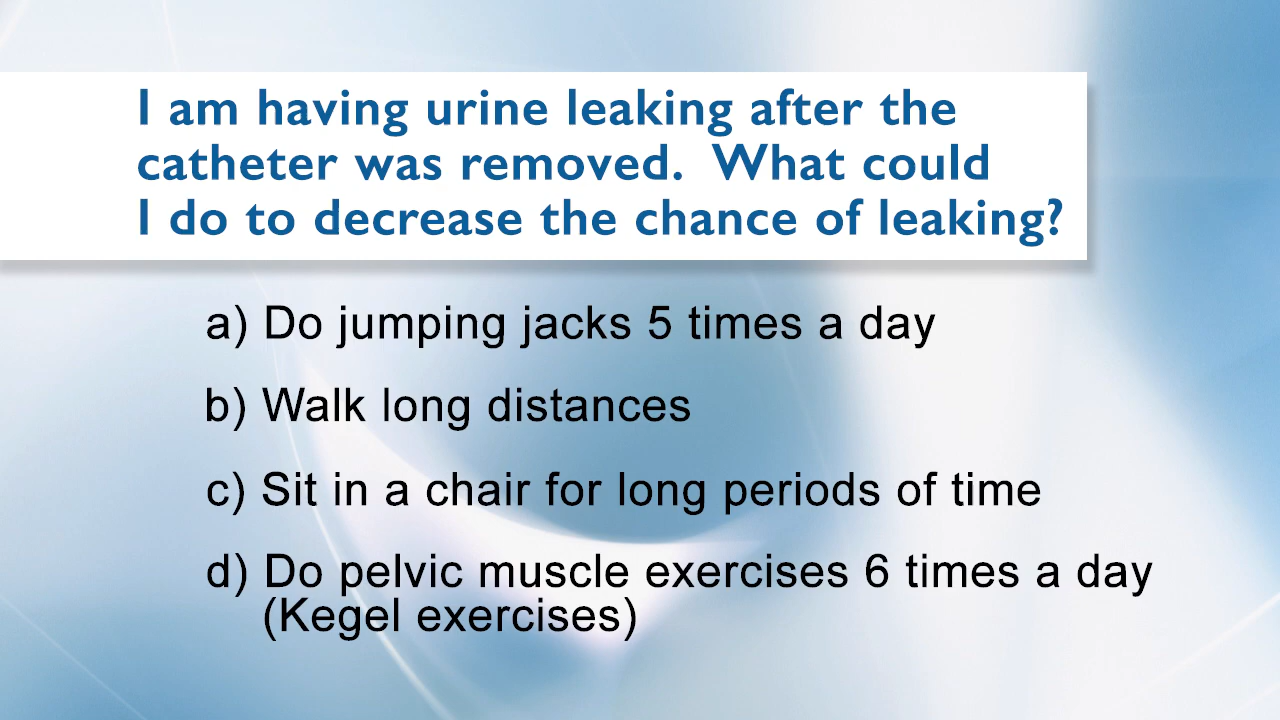 I am having urine leaking after the
catheter was removed.  What could
I do to decrease the chance of leaking?
a) Do jumping jacks 5 times a day
b) Walk long distances
c) Sit in a chair for long periods of time
d) Do pelvic muscle exercises 6 times a day
(Kegel exercises)